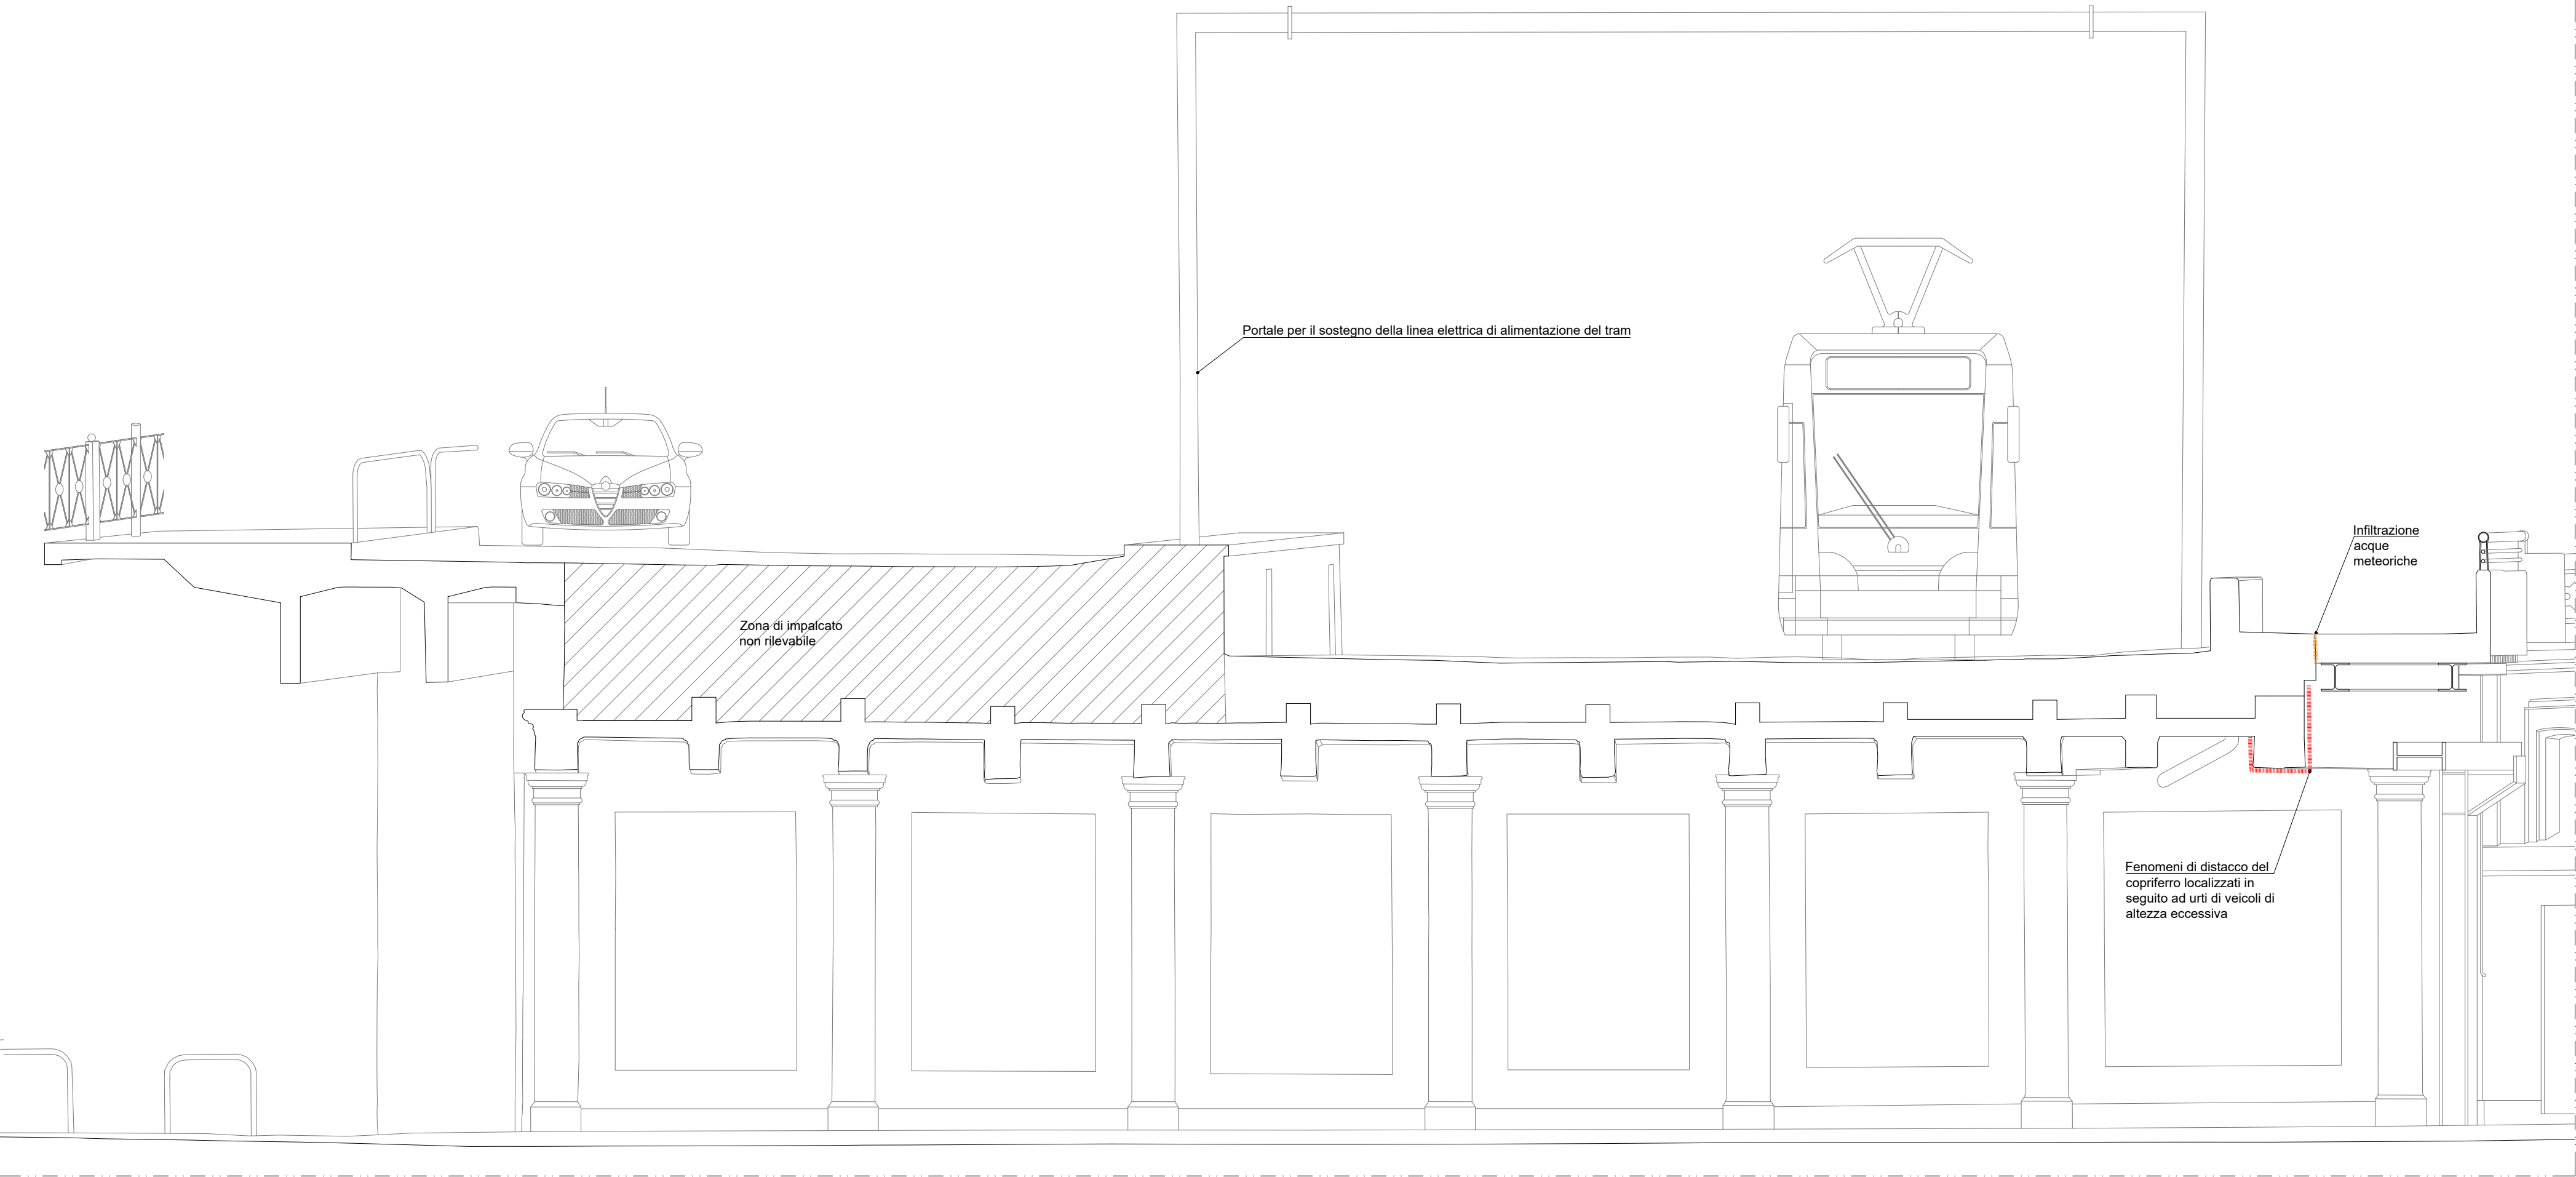 Portale per il sostegno della linea elettrica di alimentazione del tram
Infiltrazione
acque
meteoriche
Zona di impalcato
non rilevabile
Fenomeni di distacco del
copriferro localizzati in
seguito ad urti di veicoli di
altezza eccessiva